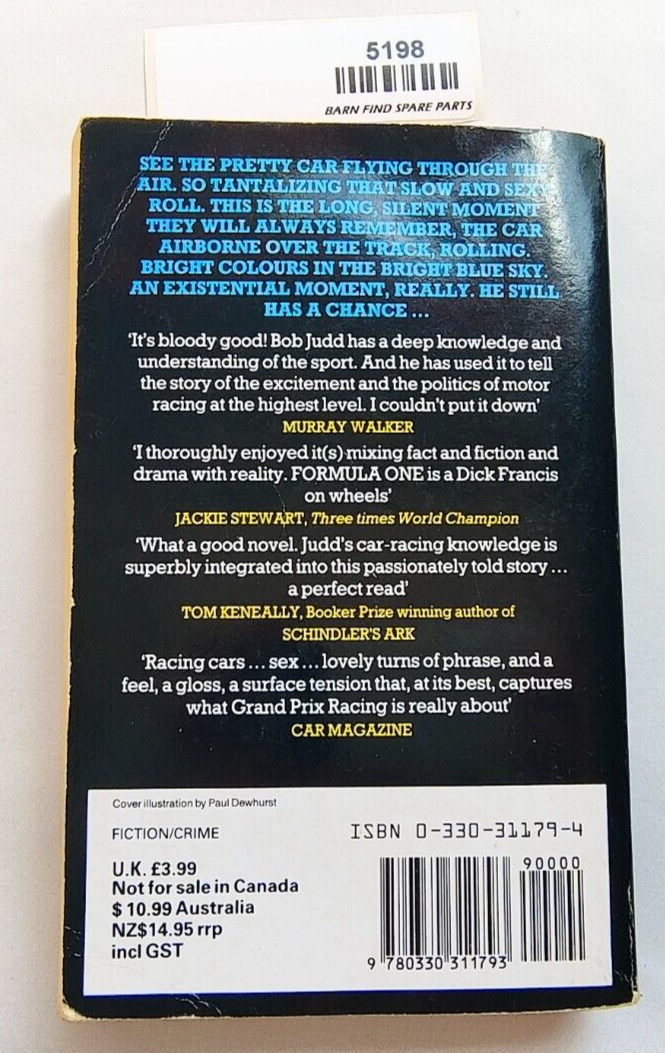 5198
BARN FIND SPARE PARTS
SEE THE PRETTY CAR FLYING THROUGH THE
AIR. SO TANTALIZING THAT SLOW AND SEXY
ROLL. THIS IS THE LONG, SILENT MOMENT
THEY WILL ALWAYS REMEMBER, THE CAR
AIRBORNE OVER THE TRACK, ROLLING.
BRIGHT COLOURS IN THE BRIGHT BLUE SKY.
AN EXISTENTIAL MOMENT, REALLY. HE STILL
HAS A CHANCE ...
‘It's bloody good! Bob Judd has a deep knowledge and
understanding of the sport. And he has used it to tell
the story of the excitement and the politics of motor
racing at the highest level. I couldn't put it down’
MURRAY WALKER
‘I thoroughly enjoyed it(s) mixing fact and fiction and
drama with reality. FORMULA ONE is a Dick Francis
on wheels’
JACKIE STEWART, Three times World Champion
‘What a good novel. Judd's car-racing knowledge is
superbly integrated into this passionately told story ...
a perfect read’
TOM KENEALLY, Booker Prize winning author of
SCHINDLER'S ARK
‘Racing cars ... sex ... lovely turns of phrase, and a
feel, a gloss, a surface tension that, at its best, captures
what Grand Prix Racing is really about’
CAR MAGAZINE
Cover illustration by Paul Dewhurst
FICTION/CRIME
ISBN 0-330-31179-4
U.K. £3.99
Not for sale in Canada
$10.99 Australia
NZ$14.95 rrp
incl GST
90000
9 780330 311793